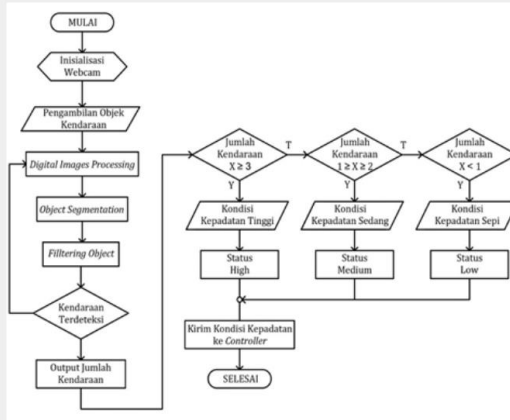 MULAI
Inisialisasi
Webcam
Pengambilan Objek
Kendaraan
Digital Images Processing
Object Segmentation
Filltering Object
Kendaraan
Terdeteksi
Output Jumlah
Kendaraan
Jumlah
Kendaraan
X ≥ 3
T
Y
Kondisi
Kepadatan Tinggi
Status
High
Jumlah
Kendaraan
1 ≥ X ≥ 2
T
Y
Kondisi
Kepadatan Sedang
Status
Medium
Jumlah
Kendaraan
X < 1
Y
Kondisi
Kepadatan Sepi
Status
Low
Kirim Kondisi Kepadatan
ke Controller
SELESAI